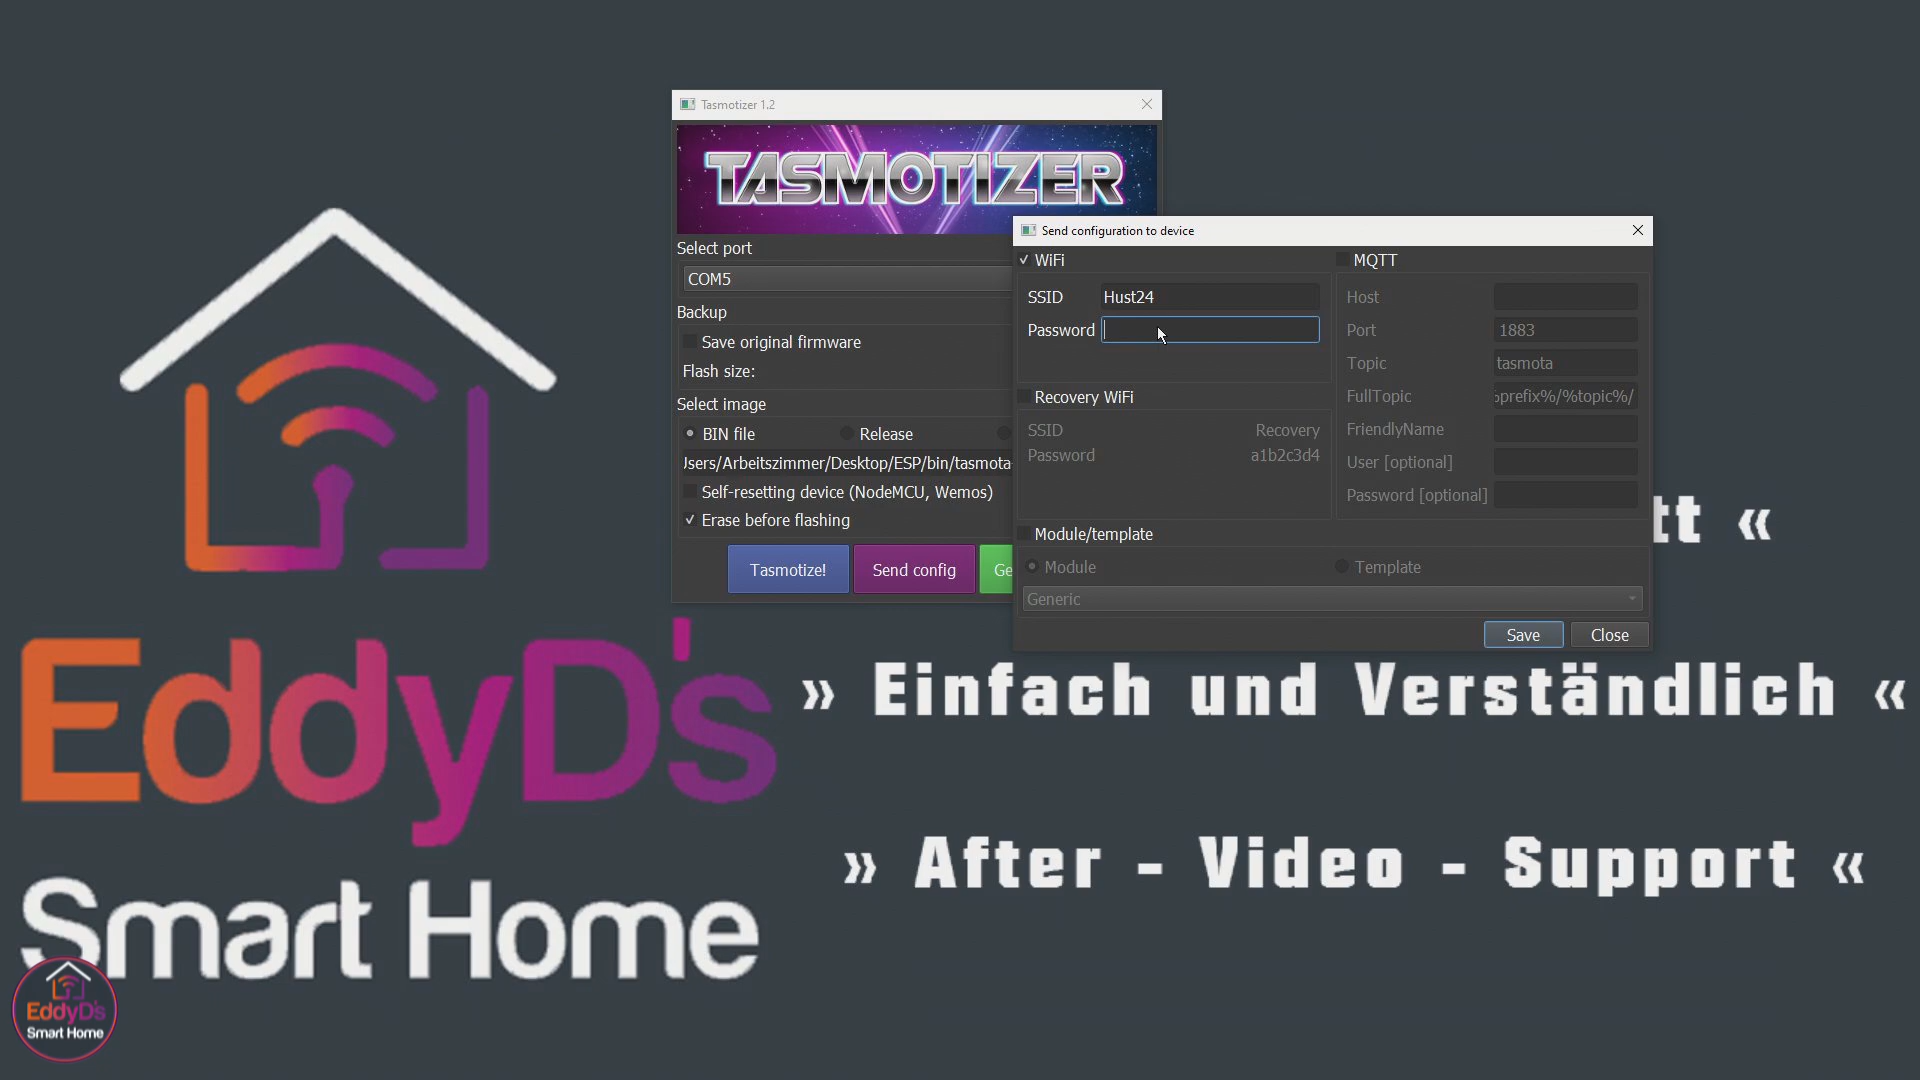 Tasmotizer 1.2
TASMOTIZER
Select port
COM5
Backup
Save original firmware
Flash size:
Select image
BIN file
Release
Jsers/Arbeitszimmer/Desktop/ESP/bin/tasmota-
Self-resetting device (NodeMCU, Wemos)
Erase before flashing
Tasmotize!
Send config
Ge
Send configuration to device
WiFi
SSID
Hust24
Password
Recovery WiFi
SSID
Recovery
Password
a1b2c3d4
MQTT
Host
Port
1883
Topic
tasmota
FullTopic
prefix%/%topic%/
FriendlyName
User [optional]
Password [optional]
Module/template
Module
Template
Generic
Save
Close
tt «
EddyD's
Smart Home
» Einfach und Verständlich «
» After - Video - Support «
EddyD's
Smart Home